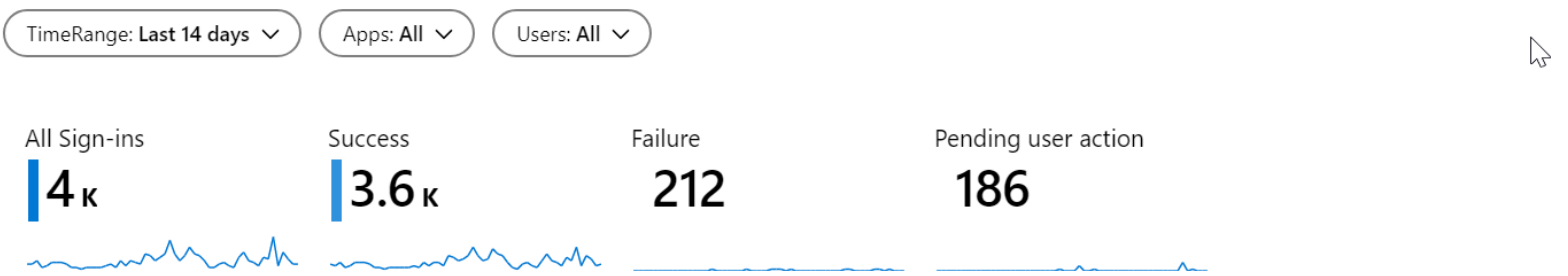 TimeRange: Last 14 days Apps: All Users: All
All Sign-ins Success Failure Pending user action
4 K 3.6 K 212 186